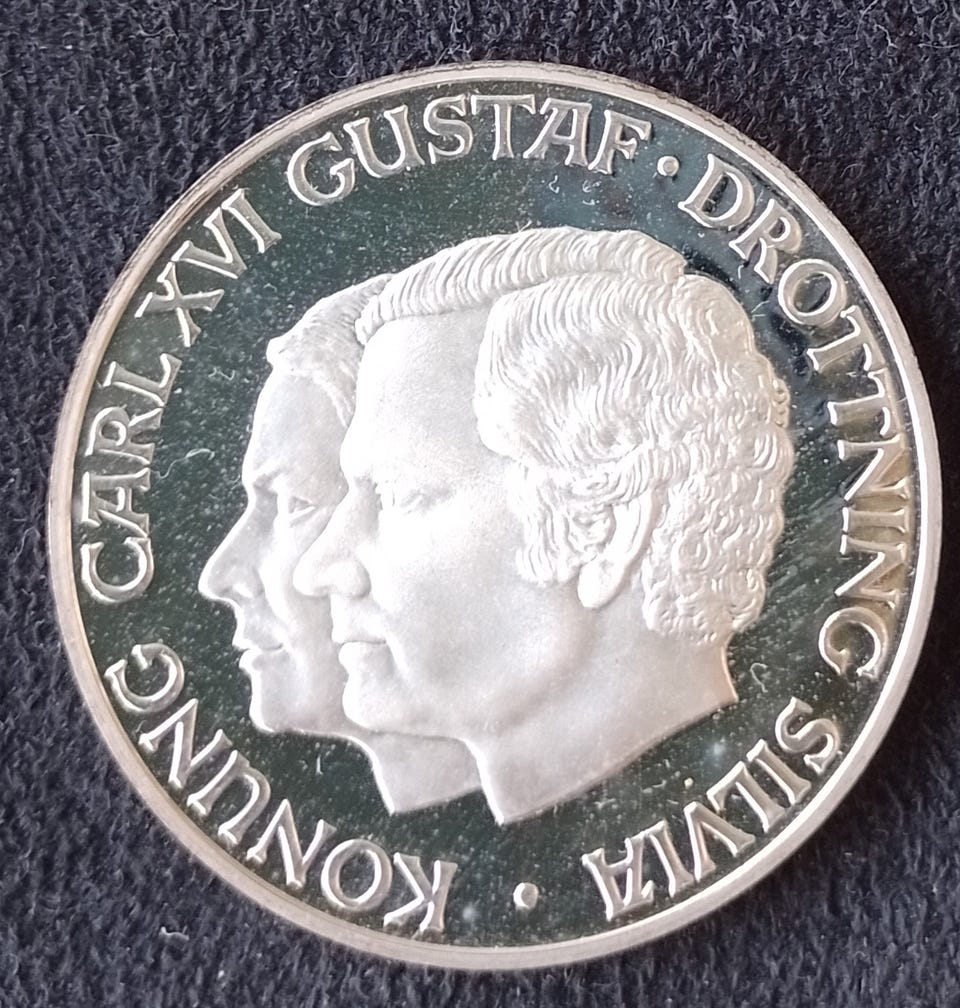 KONUNG CARL XVI GUSTAF · DROTTNING SILVIA ·